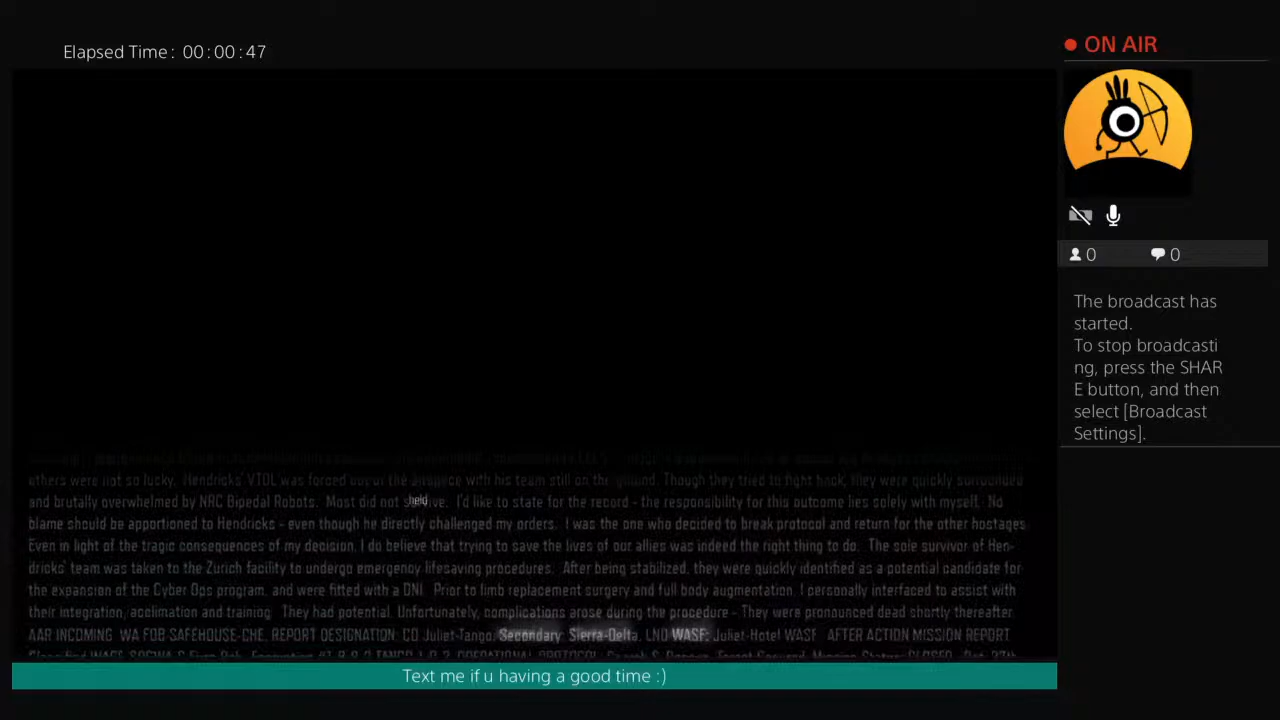 Elapsed Time: 00:00:47
ON AIR
0 0
The broadcast has
started.
To stop broadcasti
ng, press the SHAR
E button, and then
select [Broadcast
Settings].
others were not so lucky. Hendricks' VTOL was forced out of the airspace with his team still on the ground. Though they tried to fight back, they were quickly surrounded
and brutally overwhelmed by NRC Bipedal Robots. Most did not survive. I'd like to state for the record - the responsibility for this outcome lies solely with myself. No
held
blame should be apportioned to Hendricks - even though he directly challenged my orders. I was the one who decided to break protocol and return for the other hostages
Even in light of the tragic consequences of my decision, I do believe that trying to save the lives of our allies was indeed the right thing to do. The sole survivor of Hen-
dricks' team was taken to the Zurich facility to undergo emergency lifesaving procedures. After being stabilized, they were quickly identified as a potential candidate for
the expansion of the Cyber Ops program, and were fitted with a DNI. Prior to limb replacement surgery and full body augmentation, I personally interfaced to assist with
their integration, acclimation and training. They had potential. Unfortunately, complications arose during the procedure - They were pronounced dead shortly thereafter.
AAR INCOMING: WA FOB SAFEHOUSE-CHE. REPORT DESIGNATION: CO Juliet-Tango, Secondary: Sierra-Delta, LNO WASF: Juliet-Hotel WASF AFTER ACTION MISSION REPORT
Text me if u having a good time :)